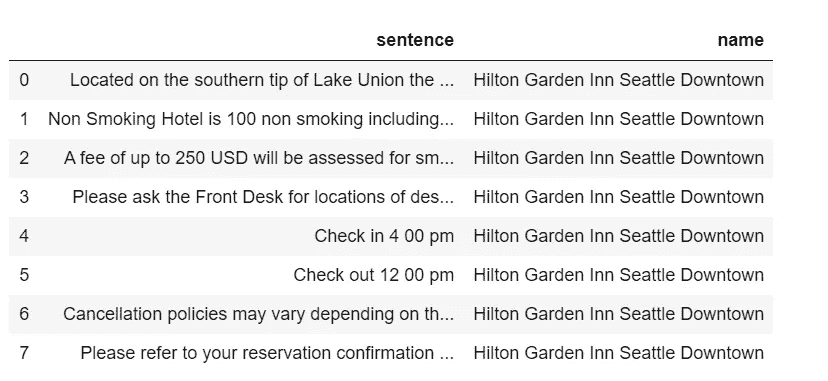 sentence name
0 Located on the southern tip of Lake Union the ... Hilton Garden Inn Seattle Downtown
1 Non Smoking Hotel is 100 non smoking including... Hilton Garden Inn Seattle Downtown
2 A fee of up to 250 USD will be assessed for sm... Hilton Garden Inn Seattle Downtown
3 Please ask the Front Desk for locations of des... Hilton Garden Inn Seattle Downtown
4 Check in 4 00 pm Hilton Garden Inn Seattle Downtown
5 Check out 12 00 pm Hilton Garden Inn Seattle Downtown
6 Cancellation policies may vary depending on th... Hilton Garden Inn Seattle Downtown
7 Please refer to your reservation confirmation ... Hilton Garden Inn Seattle Downtown